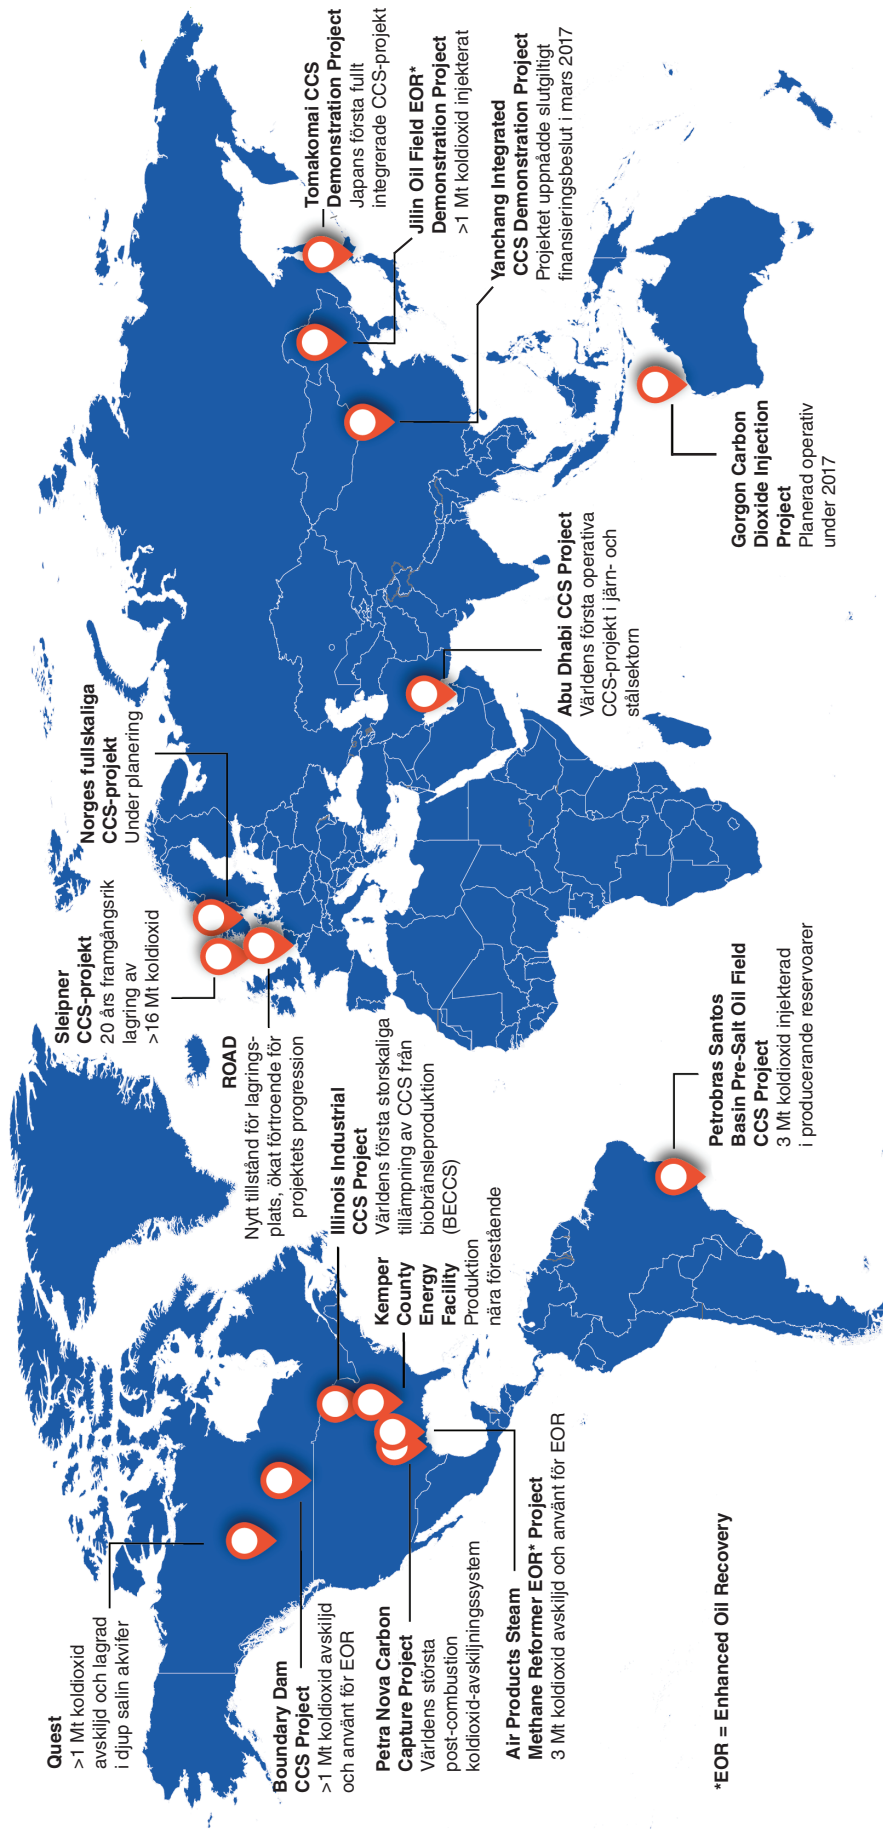 Quest
>1 Mt koldioxid
avskiljd och lagrad
i djup salin akvifer
Boundary Dam
CCS Project
>1 Mt koldioxid avskiljd
och använt för EOR
Petra Nova Carbon
Capture Project
Världens största
post-combustion
koldioxid-avskiljningssystem
Air Products Steam
Methane Reformer EOR* Project
3 Mt koldioxid avskiljd och använt för EOR
*EOR = Enhanced Oil Recovery
Sleipner
CCS-projekt
20 års framgångsrik
lagring av
>16 Mt koldioxid
ROAD
Nytt tillstånd för lagrings-
plats, ökat förtroende för
projektets progression
Illinois Industrial
CCS Project
Världens första storskaliga
tillämpning av CCS från
biobränsleproduktion
(BECCS)
Kemper
County
Energy
Facility
Produktion
nära förestående
Petrobras Santos
Basin Pre-Salt Oil Field
CCS Project
3 Mt koldioxid injekterad
i producerande reservoarer
Norges fullskaliga
CCS-projekt
Under planering
Abu Dhabi CCS Project
Världens första operativa
CCS-projekt i järn- och
stålsektorn
Tomakomai CCS
Demonstration Project
Japans första fullt
integrerade CCS-projekt
Jilin Oil Field EOR*
Demonstration Project
>1 Mt koldioxid injekterat
Yanchang Integrated
CCS Demonstration Project
Projektet uppnådde slutgiltigt
finansieringsbeslut i mars 2017
Gorgon Carbon
Dioxide Injection
Project
Planerad operativ
under 2017